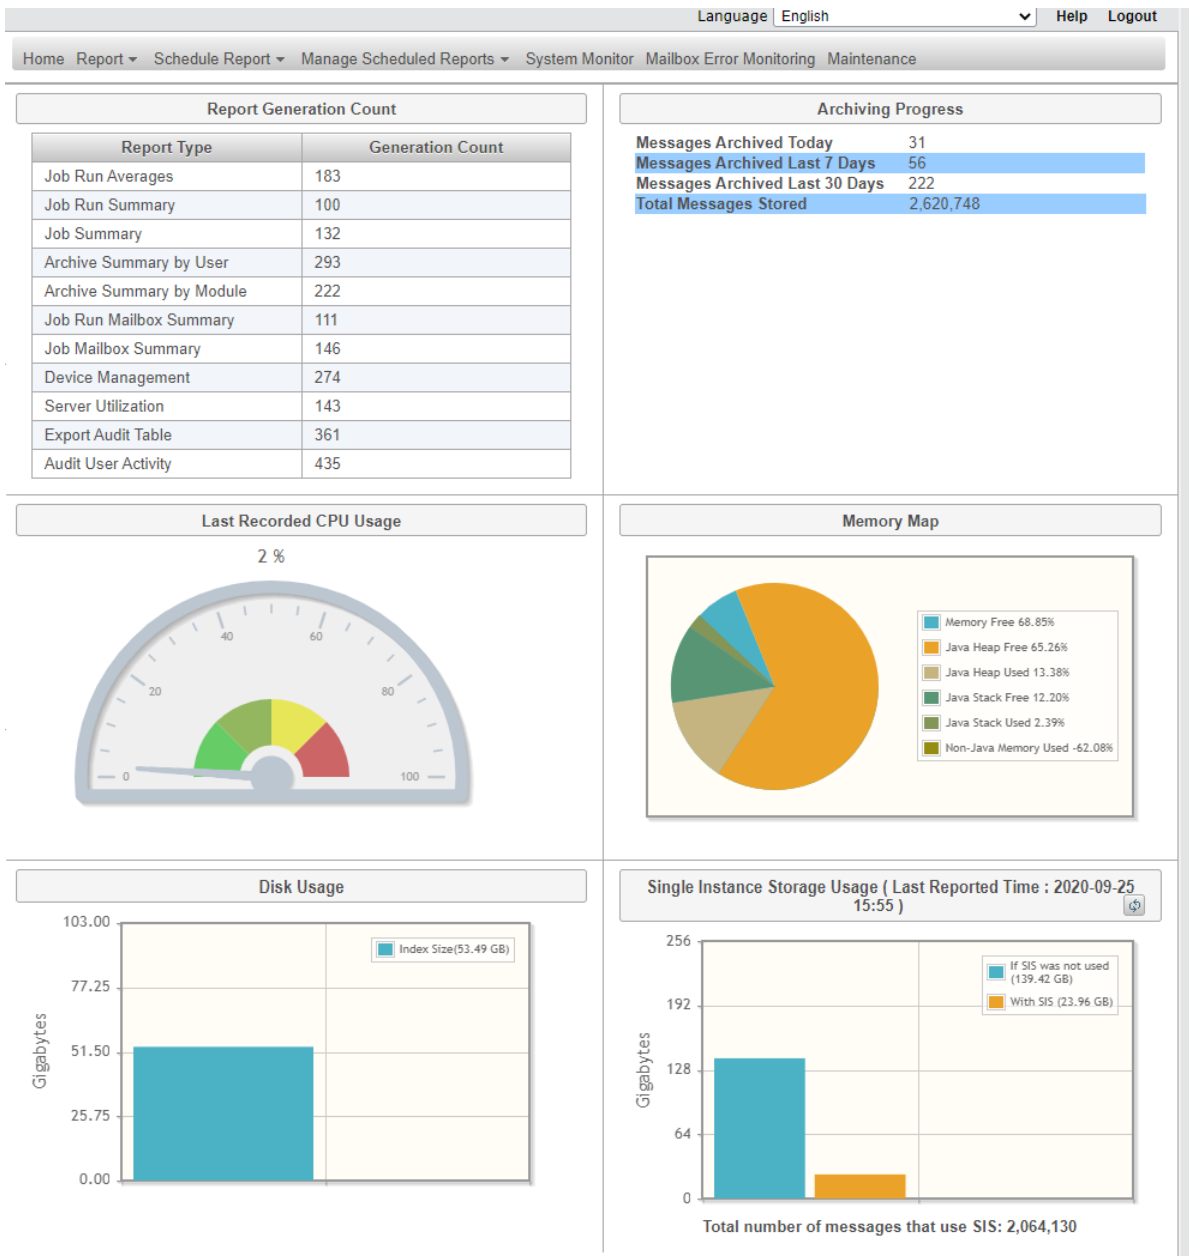 Language English Help Logout
Home Report Schedule Report Manage Scheduled Reports System Monitor Mailbox Error Monitoring Maintenance
Report Generation Count
Report Type Generation Count
Job Run Averages 183
Job Run Summary 100
Job Summary 132
Archive Summary by User 293
Archive Summary by Module 222
Job Run Mailbox Summary 111
Job Mailbox Summary 146
Device Management 274
Server Utilization 143
Export Audit Table 361
Audit User Activity 435
Archiving Progress
Messages Archived Today 31
Messages Archived Last 7 Days 56
Messages Archived Last 30 Days 222
Total Messages Stored 2,620,748
Last Recorded CPU Usage
2 %
40 60
20 80
0 100
Memory Map
Memory Free 68.85%
Java Heap Free 65.26%
Java Heap Used 13.38%
Java Stack Free 12.20%
Java Stack Used 2.39%
Non-Java Memory Used -62.08%
Disk Usage
103.00
Index Size(53.49 GB)
77.25
Gigabytes
51.50
25.75
0.00
Single Instance Storage Usage ( Last Reported Time : 2020-09-25
15:55 )
256
If SIS was not used
(139.42 GB)
With SIS (23.96 GB)
192
Gigabytes
128
64
0
Total number of messages that use SIS: 2,064,130